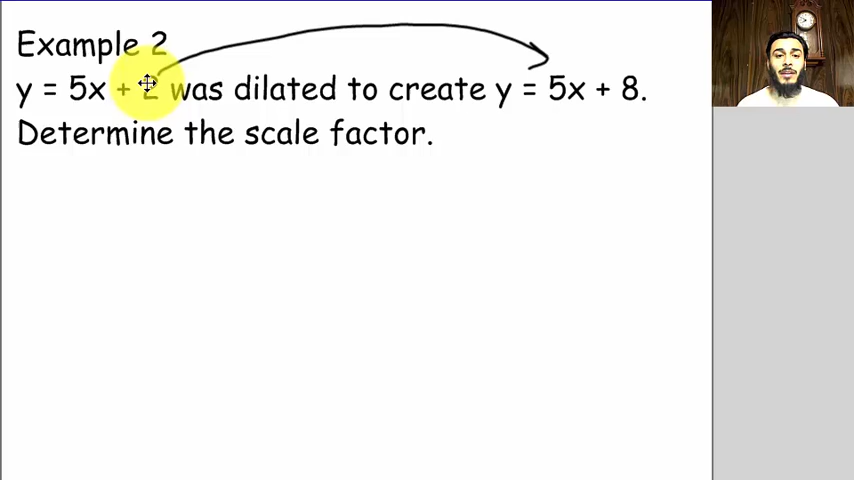 Example 2
y = 5x + 2 was dilated to create y = 5x + 8.
Determine the scale factor.